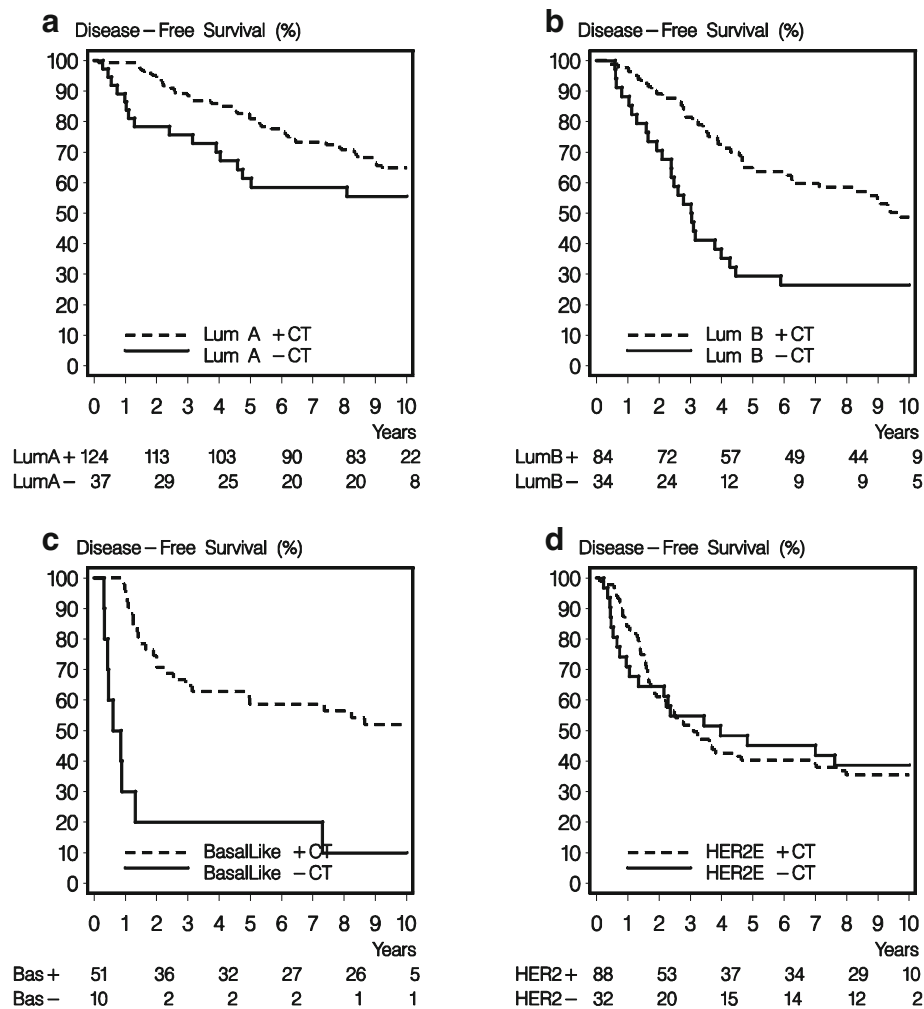 a Disease-Free Survival (%)
100
90
80
70
60
50
40
30
20
10
0
Lum A +CT
Lum A -CT
0 1 2 3 4 5 6 7 8 9 10
Years
LumA+ 124 113 103 90 83 22
LumA- 37 29 25 20 20 8
b Disease-Free Survival (%)
100
90
80
70
60
50
40
30
20
10
0
Lum B +CT
Lum B -CT
0 1 2 3 4 5 6 7 8 9 10
Years
LumB+ 84 72 57 49 44 9
LumB- 34 24 12 9 9 5
c Disease-Free Survival (%)
100
90
80
70
60
50
40
30
20
10
0
BasalLike +CT
BasalLike -CT
0 1 2 3 4 5 6 7 8 9 10
Years
Bas+ 51 36 32 27 26 5
Bas- 10 2 2 2 1 1
d Disease-Free Survival (%)
100
90
80
70
60
50
40
30
20
10
0
HER2E +CT
HER2E -CT
0 1 2 3 4 5 6 7 8 9 10
Years
HER2+ 88 53 37 34 29 10
HER2- 32 20 15 14 12 2